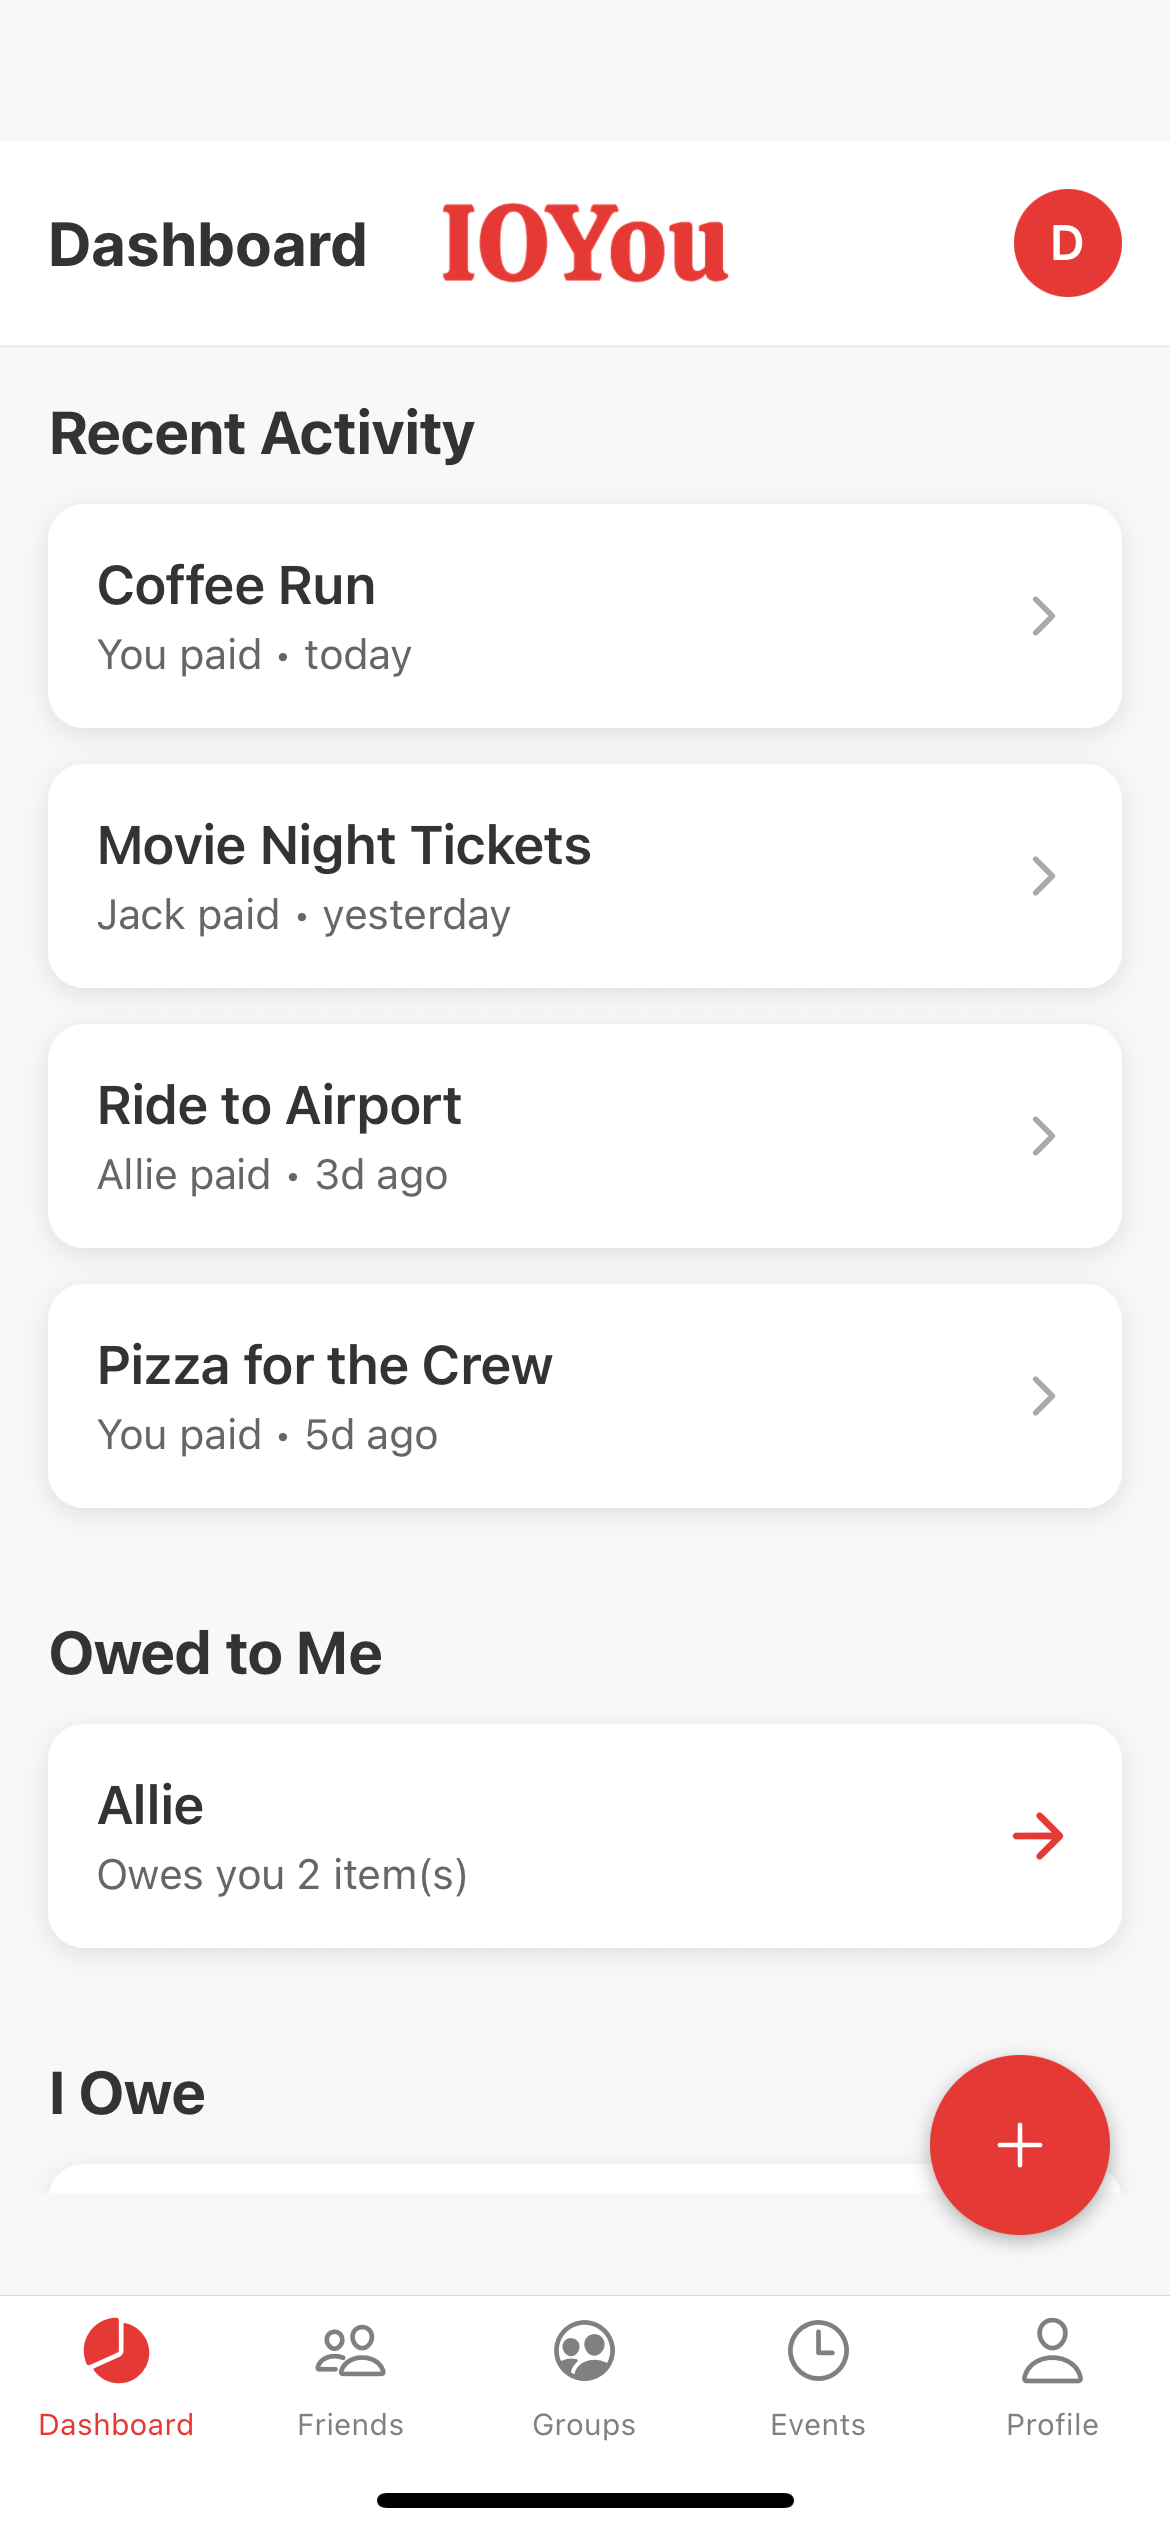 Dashboard IOYou D
Recent Activity
Coffee Run
You paid • today
Movie Night Tickets
Jack paid • yesterday
Ride to Airport
Allie paid • 3d ago
Pizza for the Crew
You paid • 5d ago
Owed to Me
Allie
Owes you 2 item(s)
I Owe
Dashboard Friends Groups Events Profile